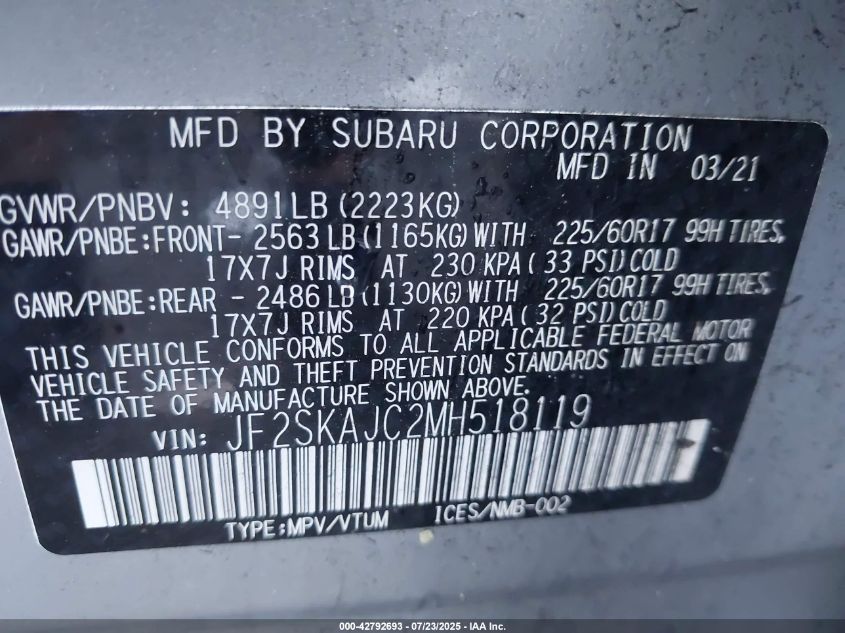 MFD BY SUBARU CORPORATION
MFD IN 03/21
GVWR/PNBV: 4891LB (2223KG)
GAWR/PNBE:FRONT- 2563 LB(1165KG)WITH 225/60R17 99H TIRES,
17X7J RIMS AT 230 KPA( 33 PSI)COLD
GAWR/PNBE:REAR - 2486 LB(1130KG)WITH 225/60R17 99H TIRES,
17X7J RIMS AT 220 KPA( 32 PSI)COLD
THIS VEHICLE CONFORMS TO ALL APPLICABLE FEDERAL MOTOR
VEHICLE SAFETY AND THEFT PREVENTION STANDARDS IN EFFECT ON
THE DATE OF MANUFACTURE SHOWN ABOVE.
VIN: JF2SKAJC2MH518119
TYPE:MPV/VTUM ICES/NMB-002
000-42792693 - 07/23/2025 - IAA Inc.